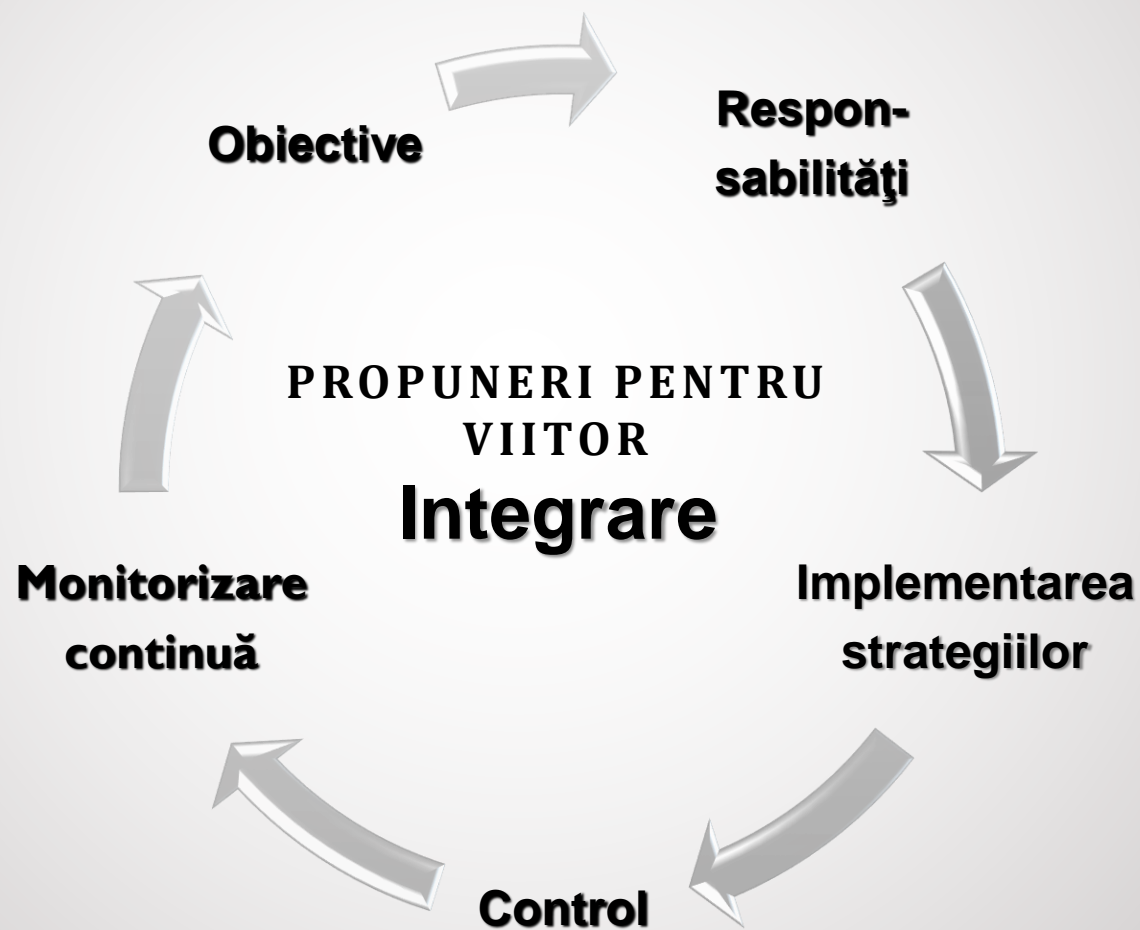 Obiective
Respon-
sabilităţi
PROPUNERI PENTRU
VIITOR
Integrare
Monitorizare
continuă
Implementarea
strategiilor
Control